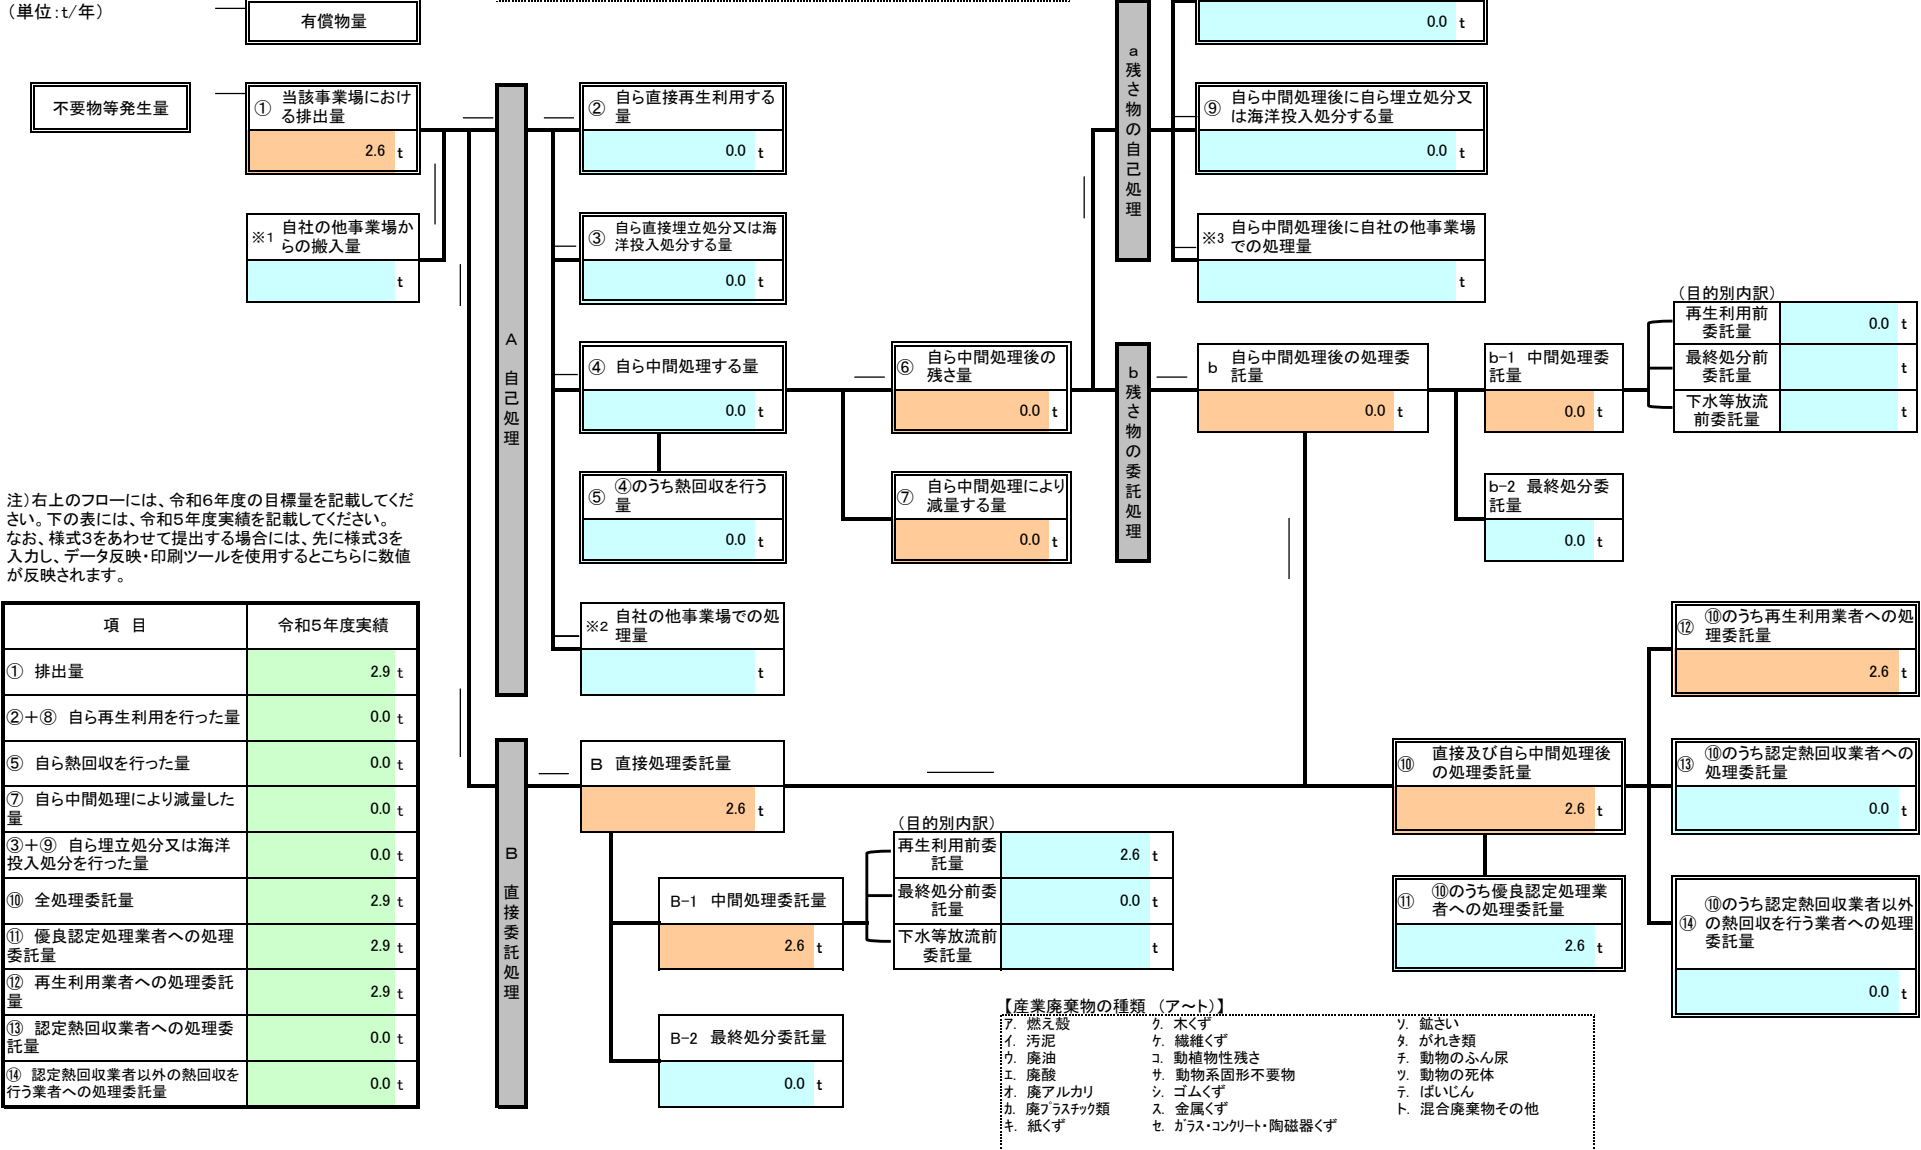 （単位：t/年）
有償物量
0.0 t
不要物等発生量
① 当該事業場におけ
る排出量
2.6 t
※1 自社の他事業場か
らの搬入量
t
A
自己処理
② 自ら直接再生利用する
量
0.0 t
③ 自ら直接埋立処分又は海
洋投入処分する量
0.0 t
④ 自ら中間処理する量
0.0 t
⑤ ④のうち熱回収を行う
量
0.0 t
※2 自社の他事業場での処
理量
t
⑥ 自ら中間処理後の
残さ量
0.0 t
⑦ 自ら中間処理により
減量する量
0.0 t
a
残さ物の自己処理
⑨ 自ら中間処理後に自ら埋立処分又
は海洋投入処分する量
0.0 t
※3 自ら中間処理後に自社の他事業場
での処理量
t
b
残さ物の委託処理
b 自ら中間処理後の処理委
託量
0.0 t
b-1 中間処理委
託量
0.0 t
（目的別内訳）
再生利用前
委託量
0.0 t
最終処分前
委託量
t
下水等放流
前委託量
t
b-2 最終処分委
託量
0.0 t
注）右上のフローには、令和６年度の目標量を記載してくだ
さい。下の表には、令和５年度実績を記載してください。
なお、様式３をあわせて提出する場合には、先に様式３を
入力し、データ反映・印刷ツールを使用するとこちらに数値
が反映されます。
項 目 令和５年度実績
① 排出量 2.9 t
②＋⑧ 自ら再生利用を行った量 0.0 t
⑤ 自ら熱回収を行った量 0.0 t
⑦ 自ら中間処理により減量した
量 0.0 t
③＋⑨ 自ら埋立処分又は海洋
投入処分を行った量 0.0 t
⑩ 全処理委託量 2.9 t
⑪ 優良認定処理業者への処理
委託量 2.9 t
⑫ 再生利用業者への処理委託
量 2.9 t
⑬ 認定熱回収業者への処理委
託量 0.0 t
⑭ 認定熱回収業者以外の熱回収を
行う業者への処理委託量 0.0 t
B
直接委託処理
B 直接処理委託量
2.6 t
B-1 中間処理委託量
2.6 t
（目的別内訳）
再生利用前委
託量
2.6 t
最終処分前委
託量
0.0 t
下水等放流前
委託量
t
B-2 最終処分委託量
0.0 t
⑩ 直接及び自ら中間処理後
の処理委託量
2.6 t
⑪ ⑩のうち優良認定処理業
者への処理委託量
2.6 t
⑫ ⑩のうち再生利用業者への処
理委託量
2.6 t
⑬ ⑩のうち認定熱回収業者への
処理委託量
0.0 t
⑭ ⑩のうち認定熱回収業者以外
の熱回収を行う業者への処理
委託量
0.0 t
【産業廃棄物の種類 （ア～ト）】
ア. 燃え殻 ク. 木くず ソ. 鉱さい
イ. 汚泥 ケ. 繊維くず タ. がれき類
ウ. 廃油 コ. 動植物性残さ チ. 動物のふん尿
エ. 廃酸 サ. 動物系固形不要物 ツ. 動物の死体
オ. 廃アルカリ シ. ゴムくず テ. ばいじん
カ. 廃プラスチック類 ス. 金属くず ト. 混合廃棄物その他
キ. 紙くず セ. ガラス・コンクリート・陶磁器くず